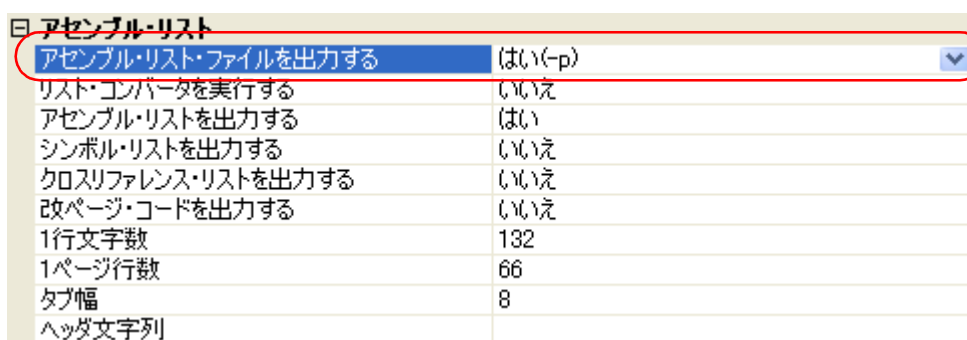 アセンブル・リスト
アセンブル・リスト・ファイルを出力する はい(-p)
リスト・コンバータを実行する いいえ
アセンブル・リストを出力する はい
シンボル・リストを出力する いいえ
クロスリファレンス・リストを出力する いいえ
改ページ・コードを出力する いいえ
1行文字数 132
1ページ行数 66
タブ幅 8
ヘッダ文字列